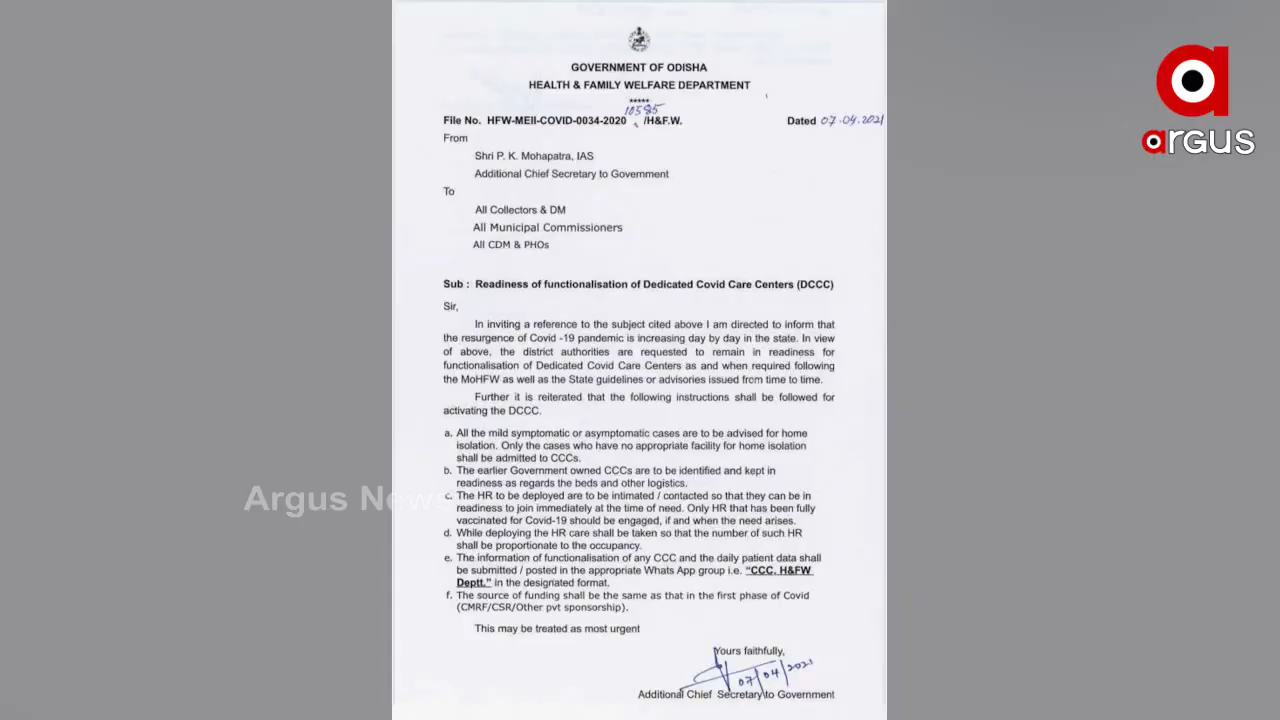 GOVERNMENT OF ODISHA
HEALTH & FAMILY WELFARE DEPARTMENT
*****
10585
File No. HFW-MEII-COVID-0034-2020 /H&F.W. Dated 07.04.2021
From
Shri P. K. Mohapatra, IAS
Additional Chief Secretary to Government
To
All Collectors & DM
All Municipal Commissioners
All CDM & PHOs
Sub : Readiness of functionalisation of Dedicated Covid Care Centers (DCCC)
Sir,
In inviting a reference to the subject cited above I am directed to inform that
the resurgence of Covid -19 pandemic is increasing day by day in the state. In view
of above, the district authorities are requested to remain in readiness for
functionalisation of Dedicated Covid Care Centers as and when required following
the MoHFW as well as the State guidelines or advisories issued from time to time.
Further it is reiterated that the following instructions shall be followed for
activating the DCCC.
a. All the mild symptomatic or asymptomatic cases are to be advised for home
isolation. Only the cases who have no appropriate facility for home isolation
shall be admitted to CCCs.
b. The earlier Government owned CCCs are to be identified and kept in
readiness as regards the beds and other logistics.
c. The HR to be deployed are to be intimated / contacted so that they can be in
readiness to join immediately at the time of need. Only HR that has been fully
vaccinated for Covid-19 should be engaged, if and when the need arises.
d. While deploying the HR care shall be taken so that the number of such HR
shall be proportionate to the occupancy.
e. The information of functionalisation of any CCC and the daily patient data shall
be submitted / posted in the appropriate Whats App group i.e. “CCC, H&FW
Deptt.” in the designated format.
f. The source of funding shall be the same as that in the first phase of Covid
(CMRF/CSR/Other pvt sponsorship).
This may be treated as most urgent
Yours faithfully,
07/04/2021
Additional Chief Secretary to Government
argus
Argus News